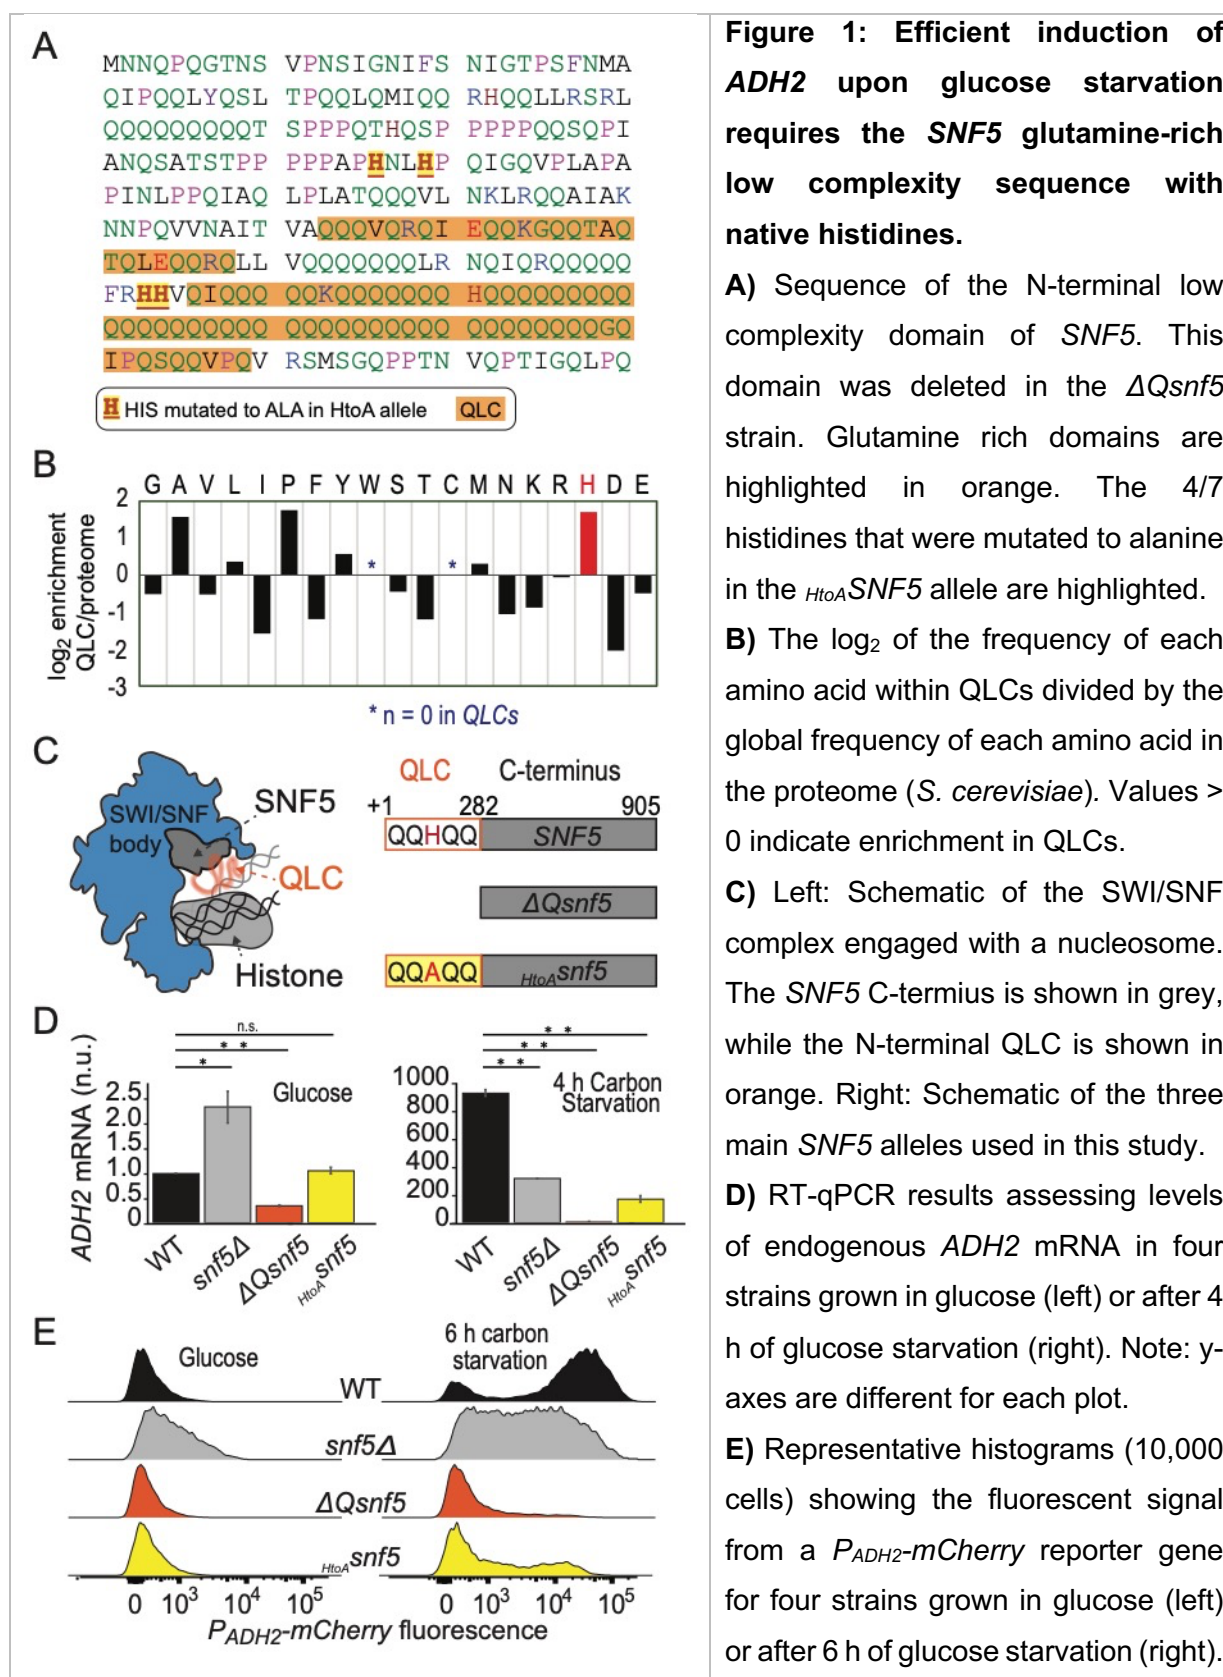 A
MNNQPQGTNS VPNSIGNIFS NIGTPSFNMA
QIPQQLYQSL TPQQLQMIQQ RHQQLLRSRL
QQQQQQQQQT SPPPQTHQSP PPPPQQSQPI
ANQSATSTPP PPPAPHNLHP QIGQVPLAPA
PINLPPQIAQ LPLATQQQVL NKLRQQAIAK
NNPQVVNAIT VAQQQVQRQI EQQKGQQTAQ
TQLEQQRQLL VQQQQQQQLR NQIQRQQQQQ
FRHHVQIQQQ QQKQQQQQQQ HQQQQQQQQQ
QQQQQQQQQQ QQQQQQQQQQ QQQQQQQQGQ
IPQSQQVPQV RSMSGQPPTN VQPTIGQLPQ
H HIS mutated to ALA in HtoA allele QLC
B
G A V L I P F Y W S T C M N K R H D E
log2 enrichment
QLC/proteome
2
1
0
-1
-2
-3
* *
* n = 0 in QLCs
C
SWI/SNF
body
SNF5
QLC
Histone
QLC C-terminus
+1 282 905
QQHQQ SNF5
ΔQsnf5
QQAQQ HtoAsnf5
D
ADH2 mRNA (n.u.)
n.s.
* *
*
Glucose
2.5
2.0
1.5
1.0
0.5
0
WT snf5Δ ΔQsnf5 HtoAsnf5
* *
* *
* *
4 h Carbon
Starvation
1000
800
600
400
200
0
WT snf5Δ ΔQsnf5 HtoAsnf5
E
Glucose
6 h carbon
starvation
WT
snf5Δ
ΔQsnf5
HtoAsnf5
0 10³ 10⁴ 10⁵ 0 10³ 10⁴ 10⁵
PADH2-mCherry fluorescence
Figure 1: Efficient induction of
ADH2 upon glucose starvation
requires the SNF5 glutamine-rich
low complexity sequence with
native histidines.
A) Sequence of the N-terminal low
complexity domain of SNF5. This
domain was deleted in the ΔQsnf5
strain. Glutamine rich domains are
highlighted in orange. The 4/7
histidines that were mutated to alanine
in the HtoASNF5 allele are highlighted.
B) The log2 of the frequency of each
amino acid within QLCs divided by the
global frequency of each amino acid in
the proteome (S. cerevisiae). Values >
0 indicate enrichment in QLCs.
C) Left: Schematic of the SWI/SNF
complex engaged with a nucleosome.
The SNF5 C-termius is shown in grey,
while the N-terminal QLC is shown in
orange. Right: Schematic of the three
main SNF5 alleles used in this study.
D) RT-qPCR results assessing levels
of endogenous ADH2 mRNA in four
strains grown in glucose (left) or after 4
h of glucose starvation (right). Note: y-
axes are different for each plot.
E) Representative histograms (10,000
cells) showing the fluorescent signal
from a PADH2-mCherry reporter gene
for four strains grown in glucose (left)
or after 6 h of glucose starvation (right).